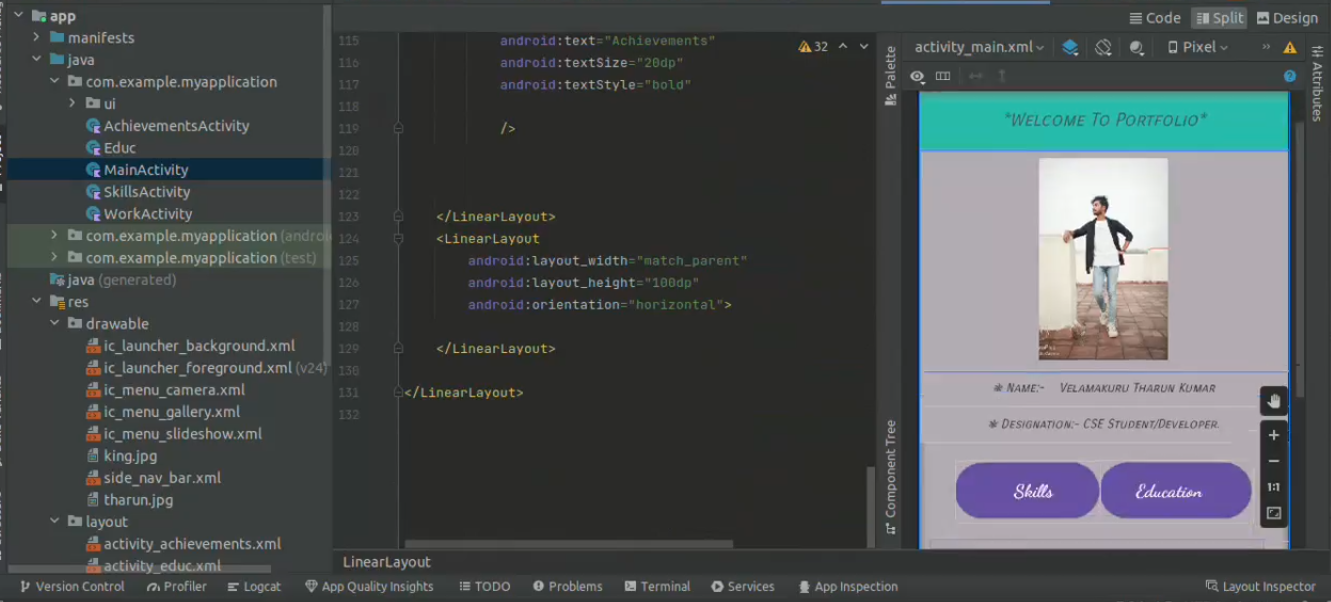 app
manifests
java
com.example.myapplication
ui
AchievementsActivity
Educ
MainActivity
SkillsActivity
WorkActivity
com.example.myapplication (androi
com.example.myapplication (test)
java (generated)
res
drawable
ic_launcher_background.xml
ic_launcher_foreground.xml (v24)
ic_menu_camera.xml
ic_menu_gallery.xml
ic_menu_slideshow.xml
king.jpg
side_nav_bar.xml
tharun.jpg
layout
activity_achievements.xml
activity_educ.xml
115 android:text="Achievements"
116 android:textSize="20dp"
117 android:textStyle="bold"
118
119 />
120
121
122
123 </LinearLayout>
124 <LinearLayout
125 android:layout_width="match_parent"
126 android:layout_height="100dp"
127 android:orientation="horizontal">
128
129 </LinearLayout>
130
131 </LinearLayout>
132
32
LinearLayout
Code Split Design
Palette
Component Tree
activity_main.xml Pixel
Attributes
*Welcome To Portfolio*
* Name:- Velamakuru Tharun Kumar
* Designation:- CSE Student/Developer.
Skills Education
1:1
Version Control Profiler Logcat App Quality Insights TODO Problems Terminal Services App Inspection Layout Inspector